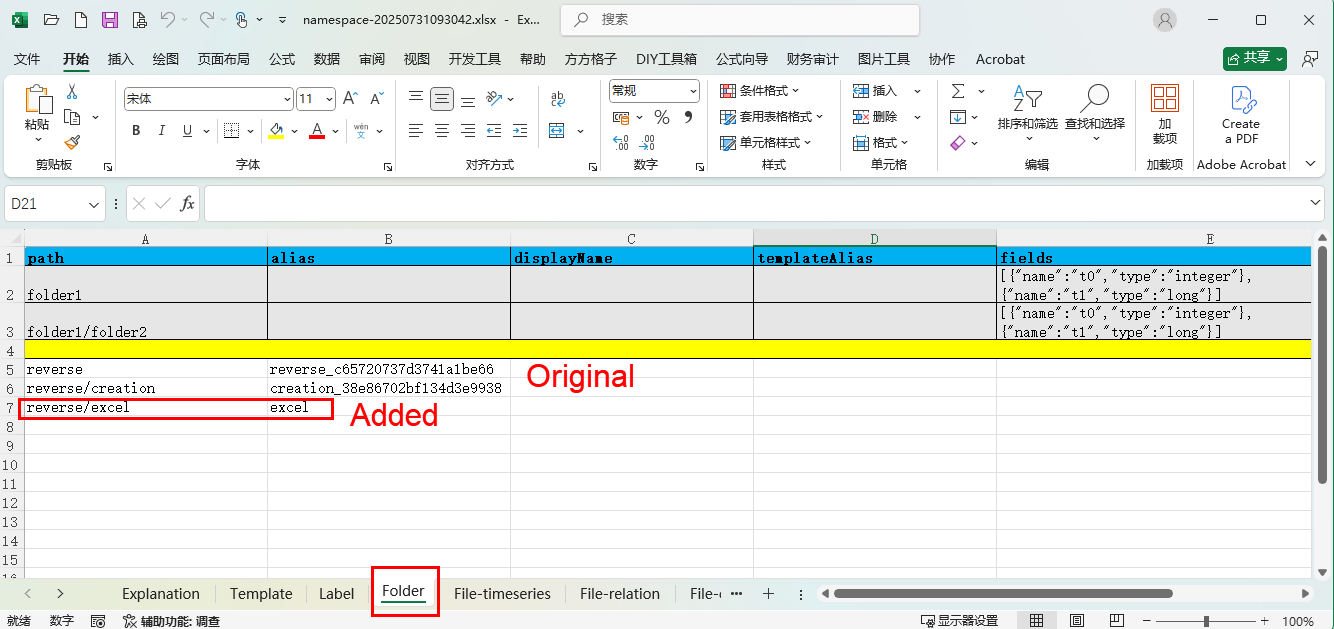 namespace-20250731093042.xlsx - Ex...
搜索
文件 开始 插入 绘图 页面布局 公式 数据 审阅 视图 开发工具 帮助 方方格子 DIY工具箱 公式向导 财务审计 图片工具 协作 Acrobat 共享
粘贴
剪贴板
宋体 11
B I U
wén 文
字体
ab
对齐方式
常规
% ,
.00
数字
条件格式
套用表格格式
单元格样式
样式
插入
删除
格式
单元格
排序和筛选 查找和选择
编辑
加
载项
加载项
Create
a PDF
Adobe Acrobat
D21 fx
A B C D E
1 path alias displayName templateAlias fields
[{"name":"t0","type":"integer"},
2 folder1 {"name":"t1","type":"long"}]
[{"name":"t0","type":"integer"},
3 folder1/folder2 {"name":"t1","type":"long"}]
4
5 reverse reverse_c65720737d3741a1be66
Original
6 reverse/creation creation_38e86702bf134d3e9938
7 reverse/excel excel
Added
8
9
10
11
12
13
14
15
16
Explanation Template Label Folder File-timeseries File-relation File-( ...
就绪 数字 辅助功能: 调查 显示器设置 100%